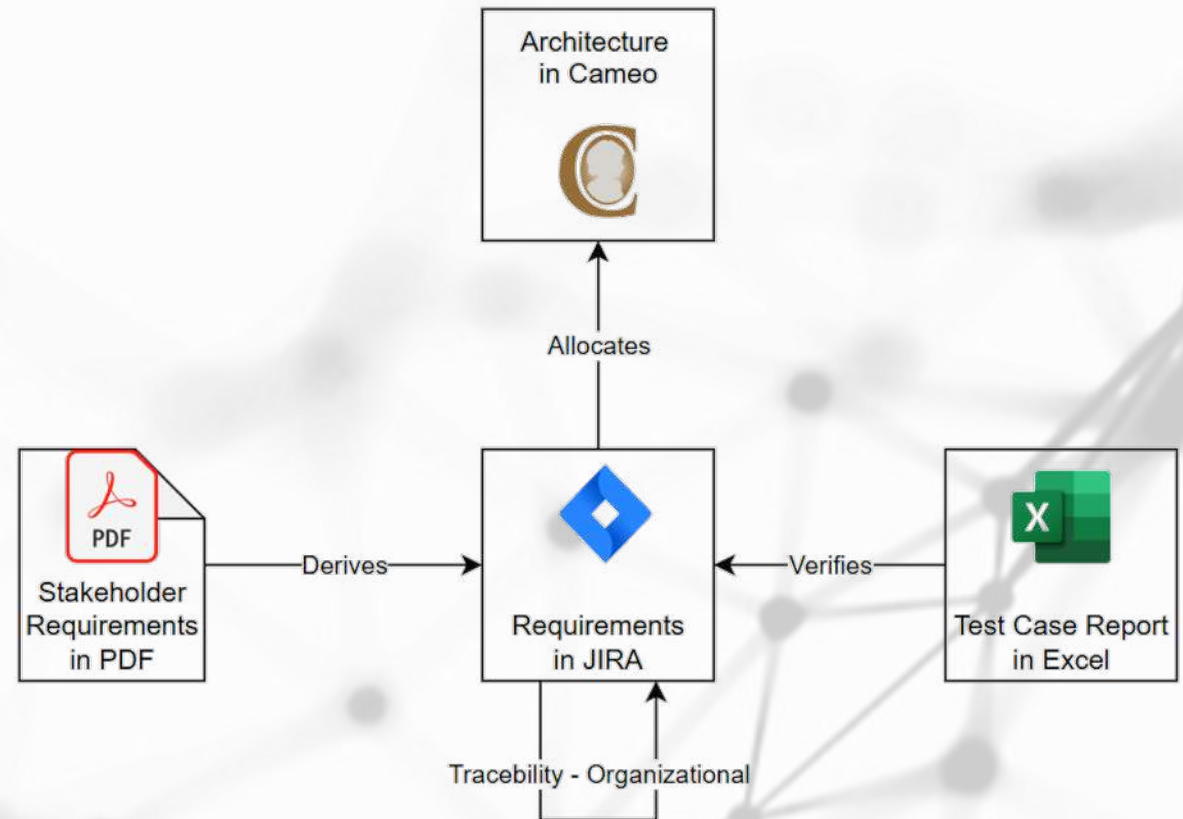 Architecture
in Cameo
Allocates
PDF
Stakeholder
Requirements
in PDF
Derives
Requirements
in JIRA
Verifies
X
Test Case Report
in Excel
Tracebility - Organizational